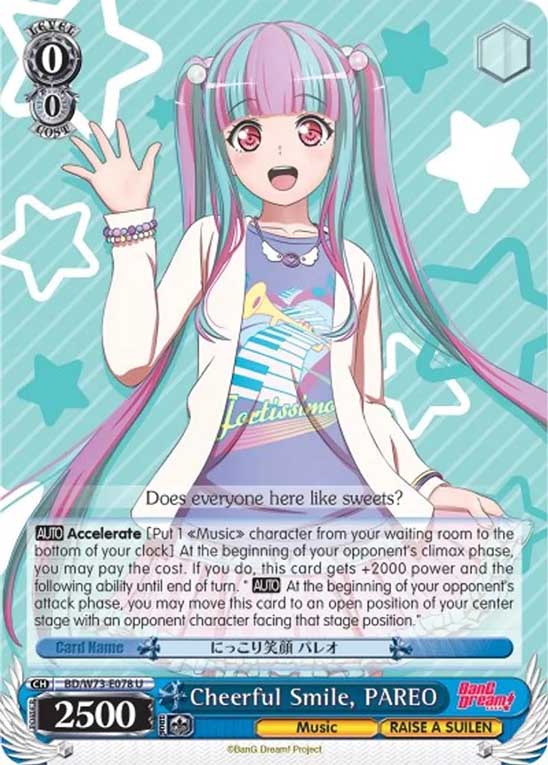 LEVEL
0
0
COST
fortissimo
Does everyone here like sweets?
AUTO Accelerate [Put 1 «Music» character from your waiting room to the
bottom of your clock] At the beginning of your opponent's climax phase,
you may pay the cost. If you do, this card gets +2000 power and the
following ability until end of turn. " AUTO At the beginning of your opponent's
attack phase, you may move this card to an open position of your center
stage with an opponent character facing that stage position."
Card Name にっこり笑顔 パレオ
CH BD/W73-E078 U
Cheerful Smile, PAREO
BanG Dream!
POWER 2500
Music RAISE A SUILEN
©BanG Dream! Project